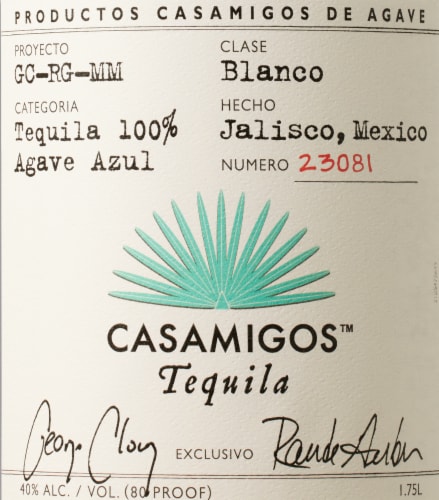 PRODUCTOS CASAMIGOS DE AGAVE
PROYECTO
GC-RG-MM
CLASE
Blanco
CATEGORIA
Tequila 100%
Agave Azul
HECHO
Jalisco, Mexico
NUMERO 23081
CASAMIGOS™
Tequila
EXCLUSIVO
40% ALC. / VOL. (80 PROOF) 1.75L